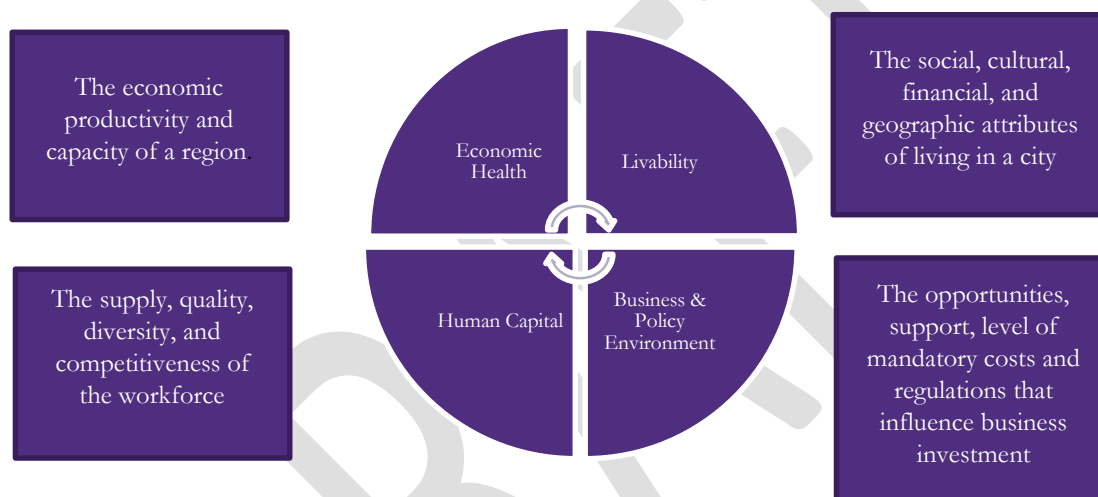 The economic
productivity and
capacity of a region.
Economic
Health
Livability
The social, cultural,
financial, and
geographic attributes
of living in a city
The supply, quality,
diversity, and
competitiveness of
the workforce
Human Capital
Business &
Policy
Environment
The opportunities,
support, level of
mandatory costs and
regulations that
influence business
investment